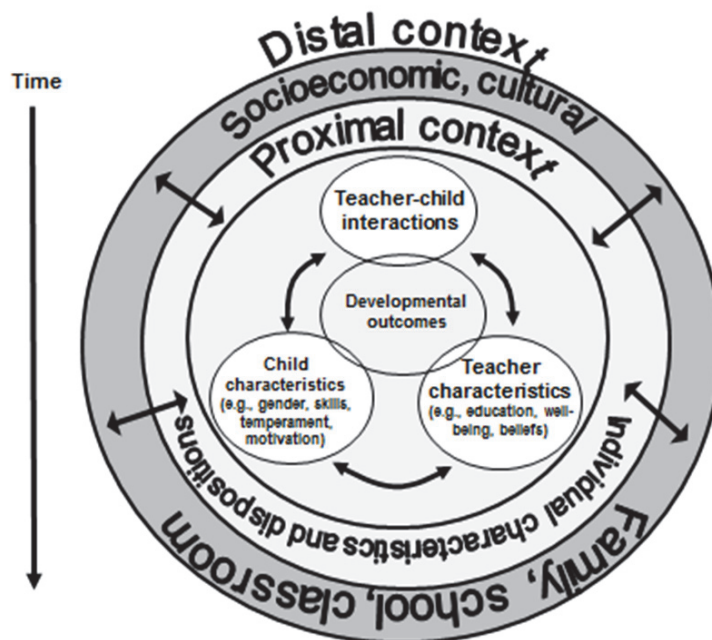 Distal context
Time
Socioeconomic, cultural
Proximal context
Teacher-child
interactions
Developmental
outcomes
Child
characteristics
(e.g., gender, skills,
temperament,
motivation)
Teacher
characteristics
(e.g., education, well-
being, beliefs)
Individual characteristics and dispositions
Family, school, classroom